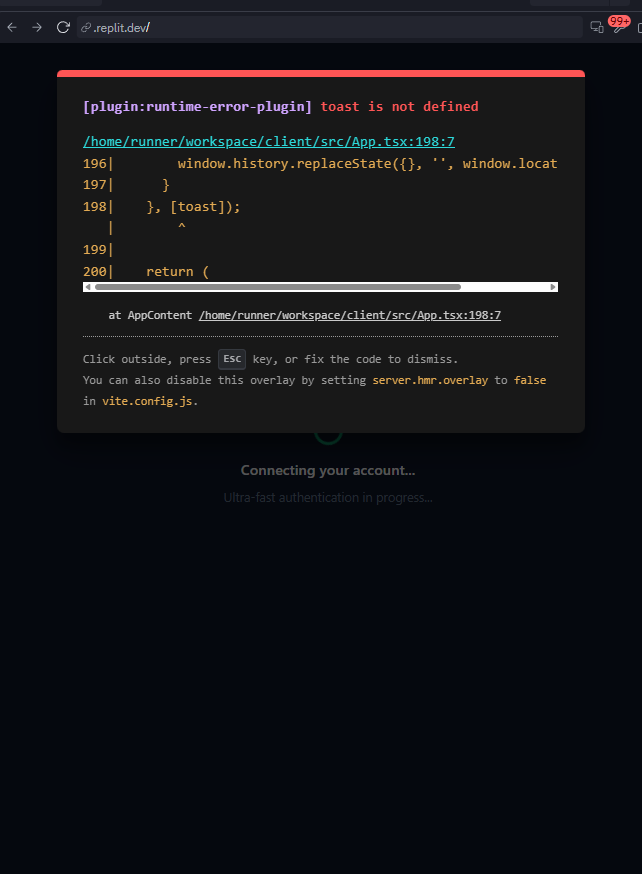 .replit.dev/
99+
[plugin:runtime-error-plugin] toast is not defined
/home/runner/workspace/client/src/App.tsx:198:7
196|        window.history.replaceState({}, '', window.locat
197|      }
198|    }, [toast]);
   |        ^
199|
200|    return (
at AppContent /home/runner/workspace/client/src/App.tsx:198:7
Click outside, press Esc key, or fix the code to dismiss.
You can also disable this overlay by setting server.hmr.overlay to false
in vite.config.js.
Connecting your account...
Ultra-fast authentication in progress...